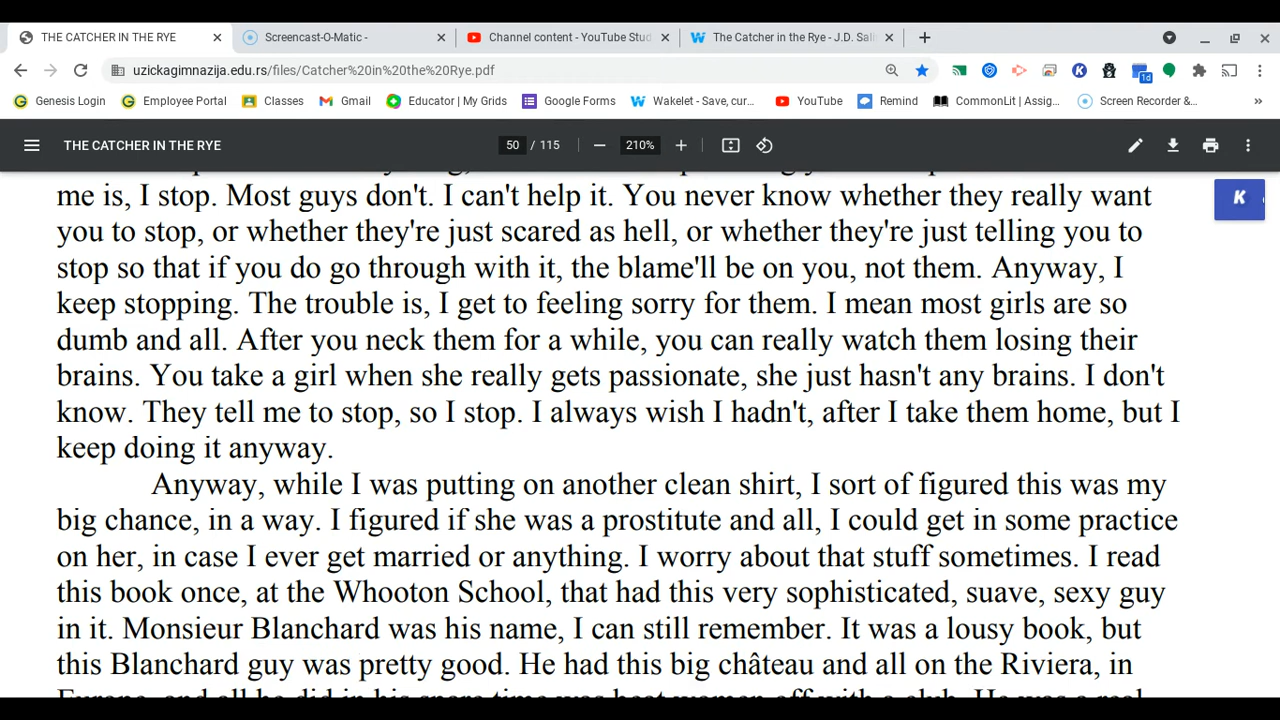 THE CATCHER IN THE RYE
Screencast-O-Matic -
Channel content - YouTube Stud
The Catcher in the Rye - J.D. Sali
uzickagimnazija.edu.rs/files/Catcher%20in%20the%20Rye.pdf
1d
Genesis Login
Employee Portal
Classes
Gmail
Educator | My Grids
Google Forms
Wakelet - Save, cur...
YouTube
Remind
CommonLit | Assig...
Screen Recorder &...
THE CATCHER IN THE RYE
50 / 115
210%
K
me is, I stop. Most guys don't. I can't help it. You never know whether they really want
you to stop, or whether they're just scared as hell, or whether they're just telling you to
stop so that if you do go through with it, the blame'll be on you, not them. Anyway, I
keep stopping. The trouble is, I get to feeling sorry for them. I mean most girls are so
dumb and all. After you neck them for a while, you can really watch them losing their
brains. You take a girl when she really gets passionate, she just hasn't any brains. I don't
know. They tell me to stop, so I stop. I always wish I hadn't, after I take them home, but I
keep doing it anyway.
Anyway, while I was putting on another clean shirt, I sort of figured this was my
big chance, in a way. I figured if she was a prostitute and all, I could get in some practice
on her, in case I ever get married or anything. I worry about that stuff sometimes. I read
this book once, at the Whooton School, that had this very sophisticated, suave, sexy guy
in it. Monsieur Blanchard was his name, I can still remember. It was a lousy book, but
this Blanchard guy was pretty good. He had this big château and all on the Riviera, in